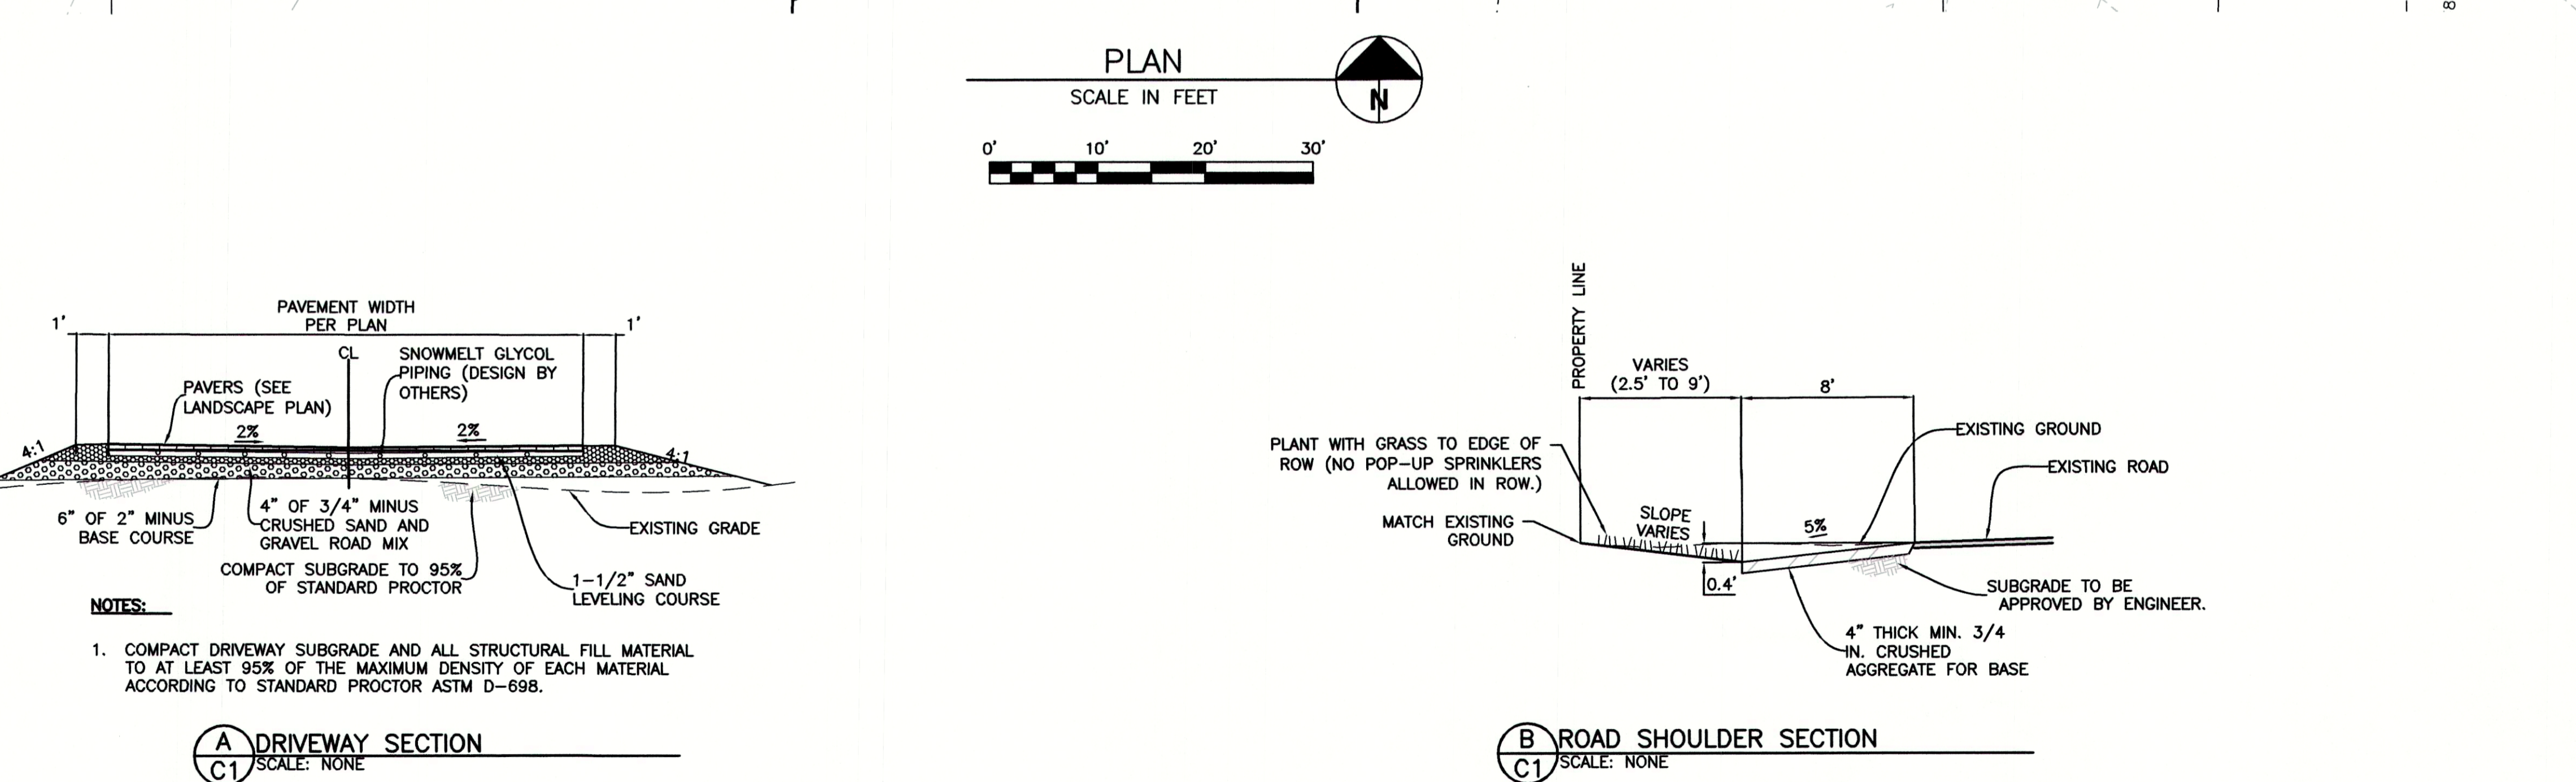 8
PLAN
SCALE IN FEET
N
0' 10' 20' 30'
1'
PAVEMENT WIDTH
PER PLAN
1'
CL
SNOWMELT GLYCOL
PIPING (DESIGN BY
OTHERS)
PAVERS (SEE
LANDSCAPE PLAN)
2%
2%
4:1
4:1
6" OF 2" MINUS
BASE COURSE
4" OF 3/4" MINUS
CRUSHED SAND AND
GRAVEL ROAD MIX
EXISTING GRADE
COMPACT SUBGRADE TO 95%
OF STANDARD PROCTOR
1-1/2" SAND
LEVELING COURSE
NOTES:
1. COMPACT DRIVEWAY SUBGRADE AND ALL STRUCTURAL FILL MATERIAL
TO AT LEAST 95% OF THE MAXIMUM DENSITY OF EACH MATERIAL
ACCORDING TO STANDARD PROCTOR ASTM D-698.
A
C1
DRIVEWAY SECTION
SCALE: NONE
PROPERTY LINE
VARIES
(2.5' TO 9')
8'
PLANT WITH GRASS TO EDGE OF
ROW (NO POP-UP SPRINKLERS
ALLOWED IN ROW.)
EXISTING GROUND
EXISTING ROAD
MATCH EXISTING
GROUND
SLOPE
VARIES
5%
0.4'
SUBGRADE TO BE
APPROVED BY ENGINEER.
4" THICK MIN. 3/4
IN. CRUSHED
AGGREGATE FOR BASE
B
C1
ROAD SHOULDER SECTION
SCALE: NONE